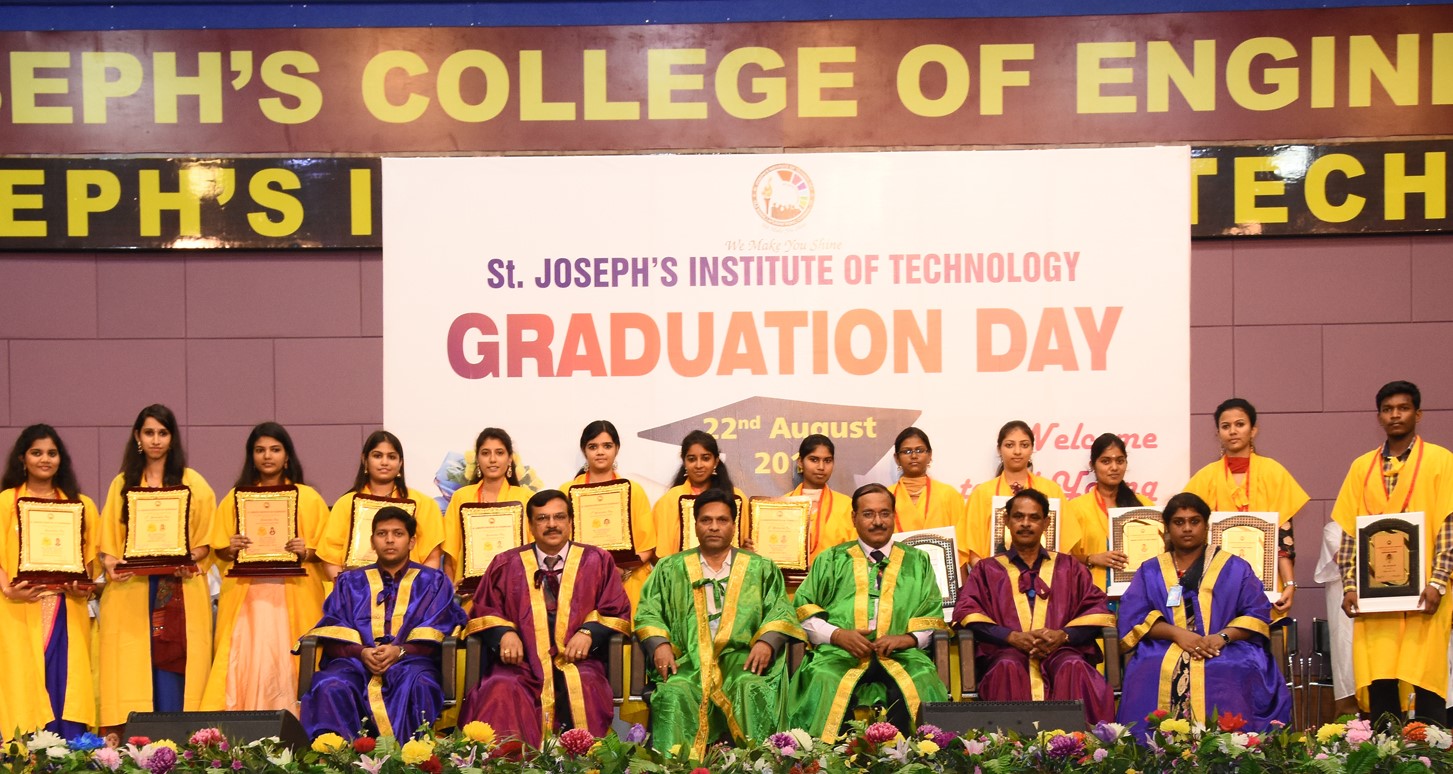 SEPH'S COLLEGE OF ENGIN
EPH'S I
TECH
We Make You Shine
St. JOSEPH'S INSTITUTE OF TECHNOLOGY
GRADUATION DAY
22nd August
Welcome